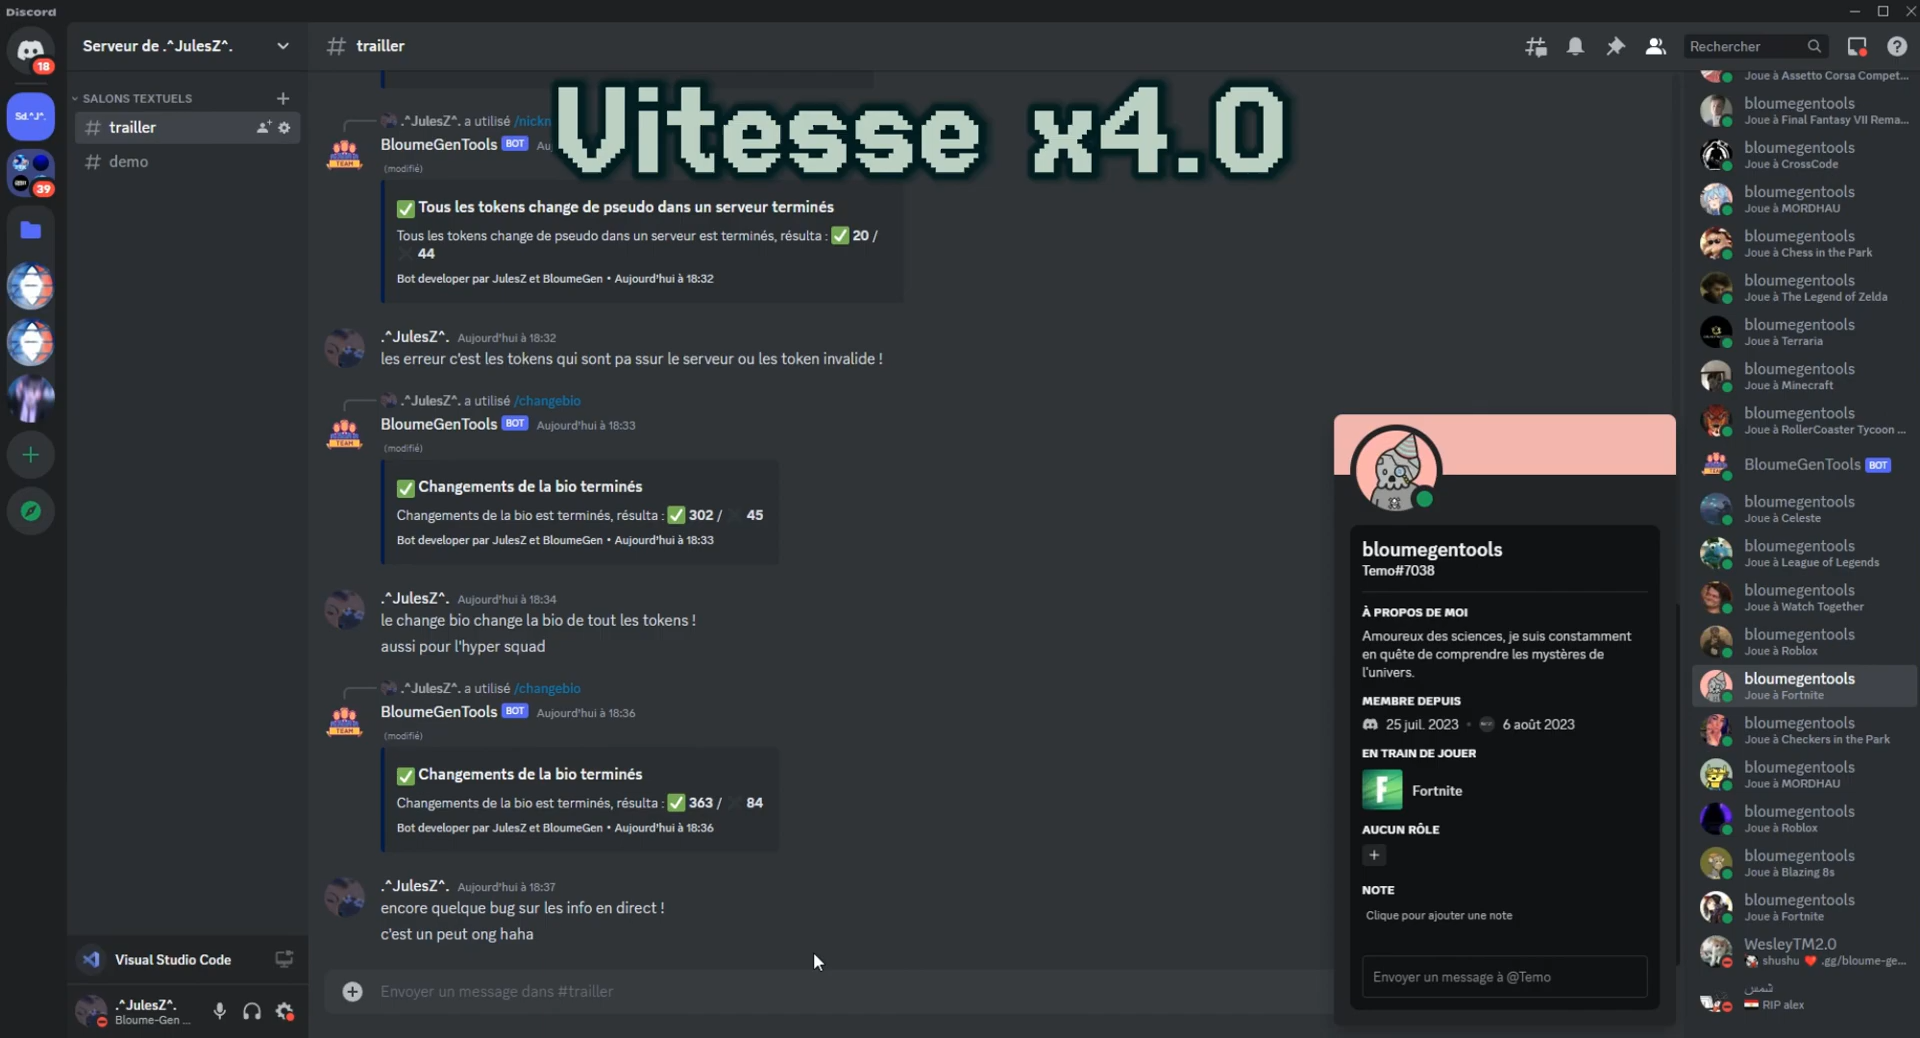 Discord
18
Serveur de .^JulesZ^.
# trailler
Rechercher
Sd.^J^.
39
SALONS TEXTUELS
# trailler
# demo
Vitesse x4.0
.^JulesZ^. a utilisé /nickn
BloumeGenTools BOT Au
(modifié)
✅ Tous les tokens change de pseudo dans un serveur terminés
Tous les tokens change de pseudo dans un serveur est terminés, résulta : ✅ 20 /
✖ 44
Bot developer par JulesZ et BloumeGen • Aujourd'hui à 18:32
.^JulesZ^. Aujourd'hui à 18:32
les erreur c'est les tokens qui sont pa ssur le serveur ou les token invalide !
.^JulesZ^. a utilisé /changebio
BloumeGenTools BOT Aujourd'hui à 18:33
(modifié)
✅ Changements de la bio terminés
Changements de la bio est terminés, résulta : ✅ 302 / ✖ 45
Bot developer par JulesZ et BloumeGen • Aujourd'hui à 18:33
.^JulesZ^. Aujourd'hui à 18:34
le change bio change la bio de tout les tokens !
aussi pour l'hyper squad
.^JulesZ^. a utilisé /changebio
BloumeGenTools BOT Aujourd'hui à 18:36
(modifié)
✅ Changements de la bio terminés
Changements de la bio est terminés, résulta : ✅ 363 / ✖ 84
Bot developer par JulesZ et BloumeGen • Aujourd'hui à 18:36
.^JulesZ^. Aujourd'hui à 18:37
encore quelque bug sur les info en direct !
c'est un peut ong haha
Envoyer un message dans #trailler
Visual Studio Code
.^JulesZ^.
Bloume-Gen ...
bloumegentools
Temo#7038
À PROPOS DE MOI
Amoureux des sciences, je suis constamment
en quête de comprendre les mystères de
l'univers.
MEMBRE DEPUIS
25 juil. 2023 • 6 août 2023
EN TRAIN DE JOUER
Fortnite
AUCUN RÔLE
NOTE
Clique pour ajouter une note
Envoyer un message à @Temo
Joue à Assetto Corsa Compet...
bloumegentools
Joue à Final Fantasy VII Rema...
bloumegentools
Joue à CrossCode
bloumegentools
Joue à MORDHAU
bloumegentools
Joue à Chess in the Park
bloumegentools
Joue à The Legend of Zelda
bloumegentools
Joue à Terraria
bloumegentools
Joue à Minecraft
bloumegentools
Joue à RollerCoaster Tycoon ...
BloumeGenTools BOT
bloumegentools
Joue à Celeste
bloumegentools
Joue à League of Legends
bloumegentools
Joue à Watch Together
bloumegentools
Joue à Roblox
bloumegentools
Joue à Fortnite
bloumegentools
Joue à Checkers in the Park
bloumegentools
Joue à MORDHAU
bloumegentools
Joue à Roblox
bloumegentools
Joue à Blazing 8s
bloumegentools
Joue à Fortnite
WesleyTM2.0
shushu ❤️ .gg/bloume-ge...
شمس
RIP alex